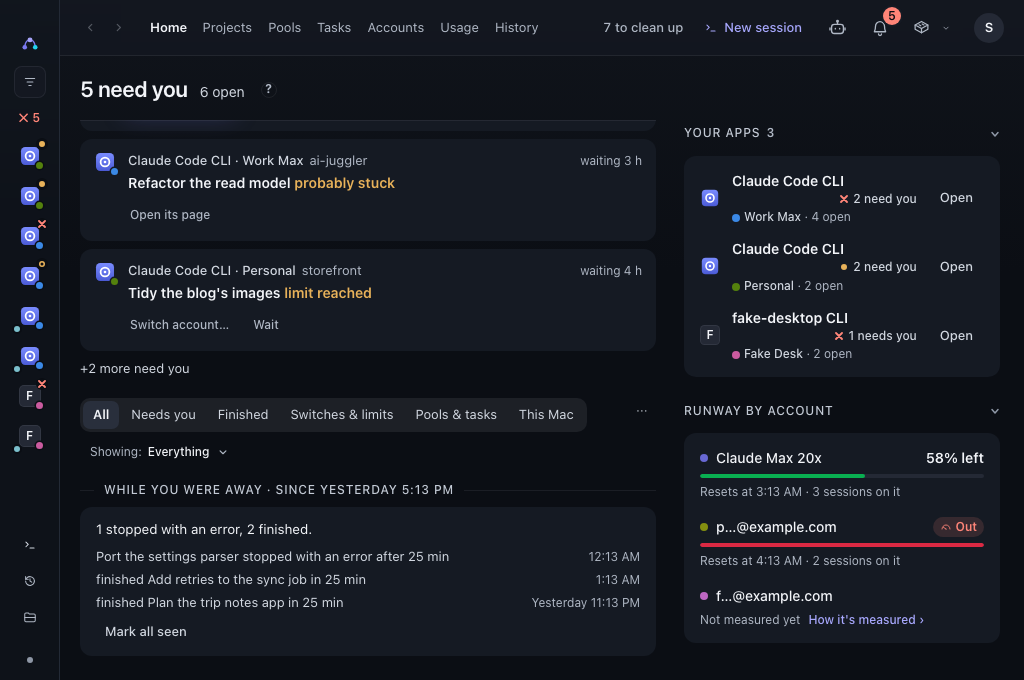 Home Projects Pools Tasks Accounts Usage History
7 to clean up
New session
5
S
5
5 need you 6 open ?
Claude Code CLI · Work Max ai-juggler waiting 3 h
Refactor the read model probably stuck
Open its page
Claude Code CLI · Personal storefront waiting 4 h
Tidy the blog's images limit reached
Switch account... Wait
+2 more need you
All Needs you Finished Switches & limits Pools & tasks This Mac ...
Showing: Everything
WHILE YOU WERE AWAY · SINCE YESTERDAY 5:13 PM
1 stopped with an error, 2 finished.
Port the settings parser stopped with an error after 25 min 12:13 AM
finished Add retries to the sync job in 25 min 1:13 AM
finished Plan the trip notes app in 25 min Yesterday 11:13 PM
Mark all seen
YOUR APPS 3
Claude Code CLI
2 need you
Work Max · 4 open
Open
Claude Code CLI
2 need you
Personal · 2 open
Open
F
fake-desktop CLI
1 needs you
Fake Desk · 2 open
Open
RUNWAY BY ACCOUNT
Claude Max 20x 58% left
Resets at 3:13 AM · 3 sessions on it
p...@example.com Out
Resets at 4:13 AM · 2 sessions on it
f...@example.com
Not measured yet How it's measured ›
F
F